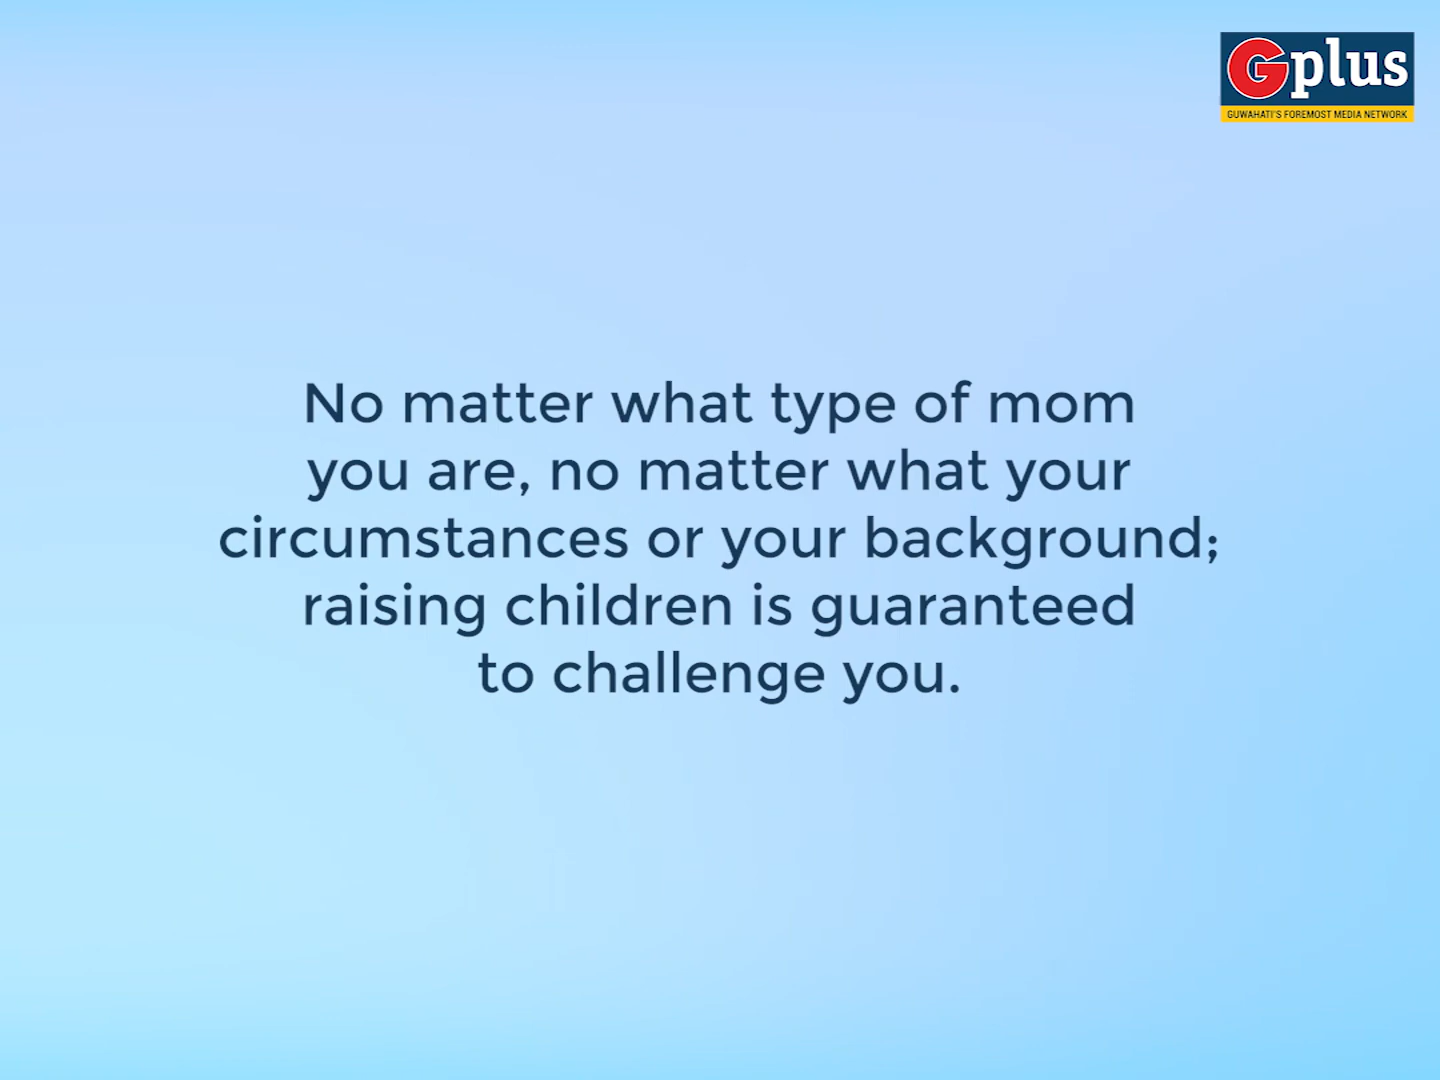 Gplus
GUWAHATI'S FOREMOST MEDIA NETWORK
No matter what type of mom
you are, no matter what your
circumstances or your background;
raising children is guaranteed
to challenge you.